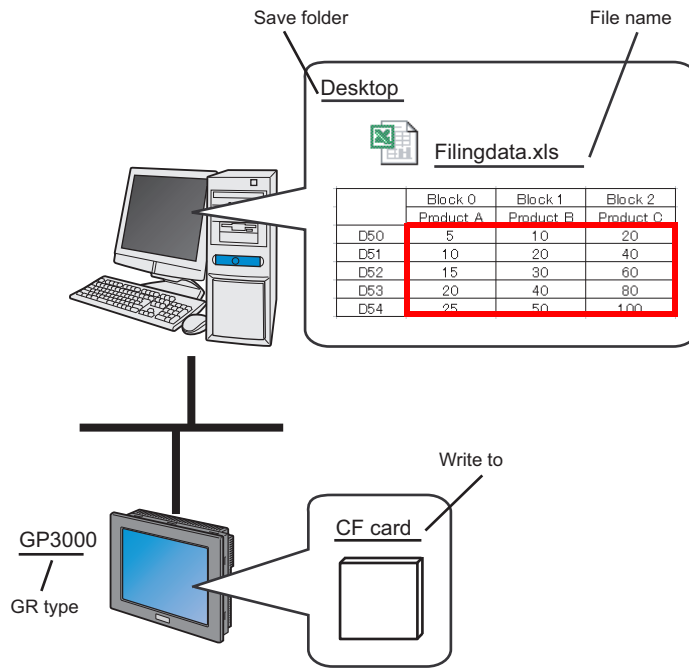 Save folder
File name
Desktop
Filingdata.xls
Block 0 Block 1 Block 2
Product A Product B Product C
D50 5 10 20
D51 10 20 40
D52 15 30 60
D53 20 40 80
D54 25 50 100
Write to
CF card
GP3000
GR type